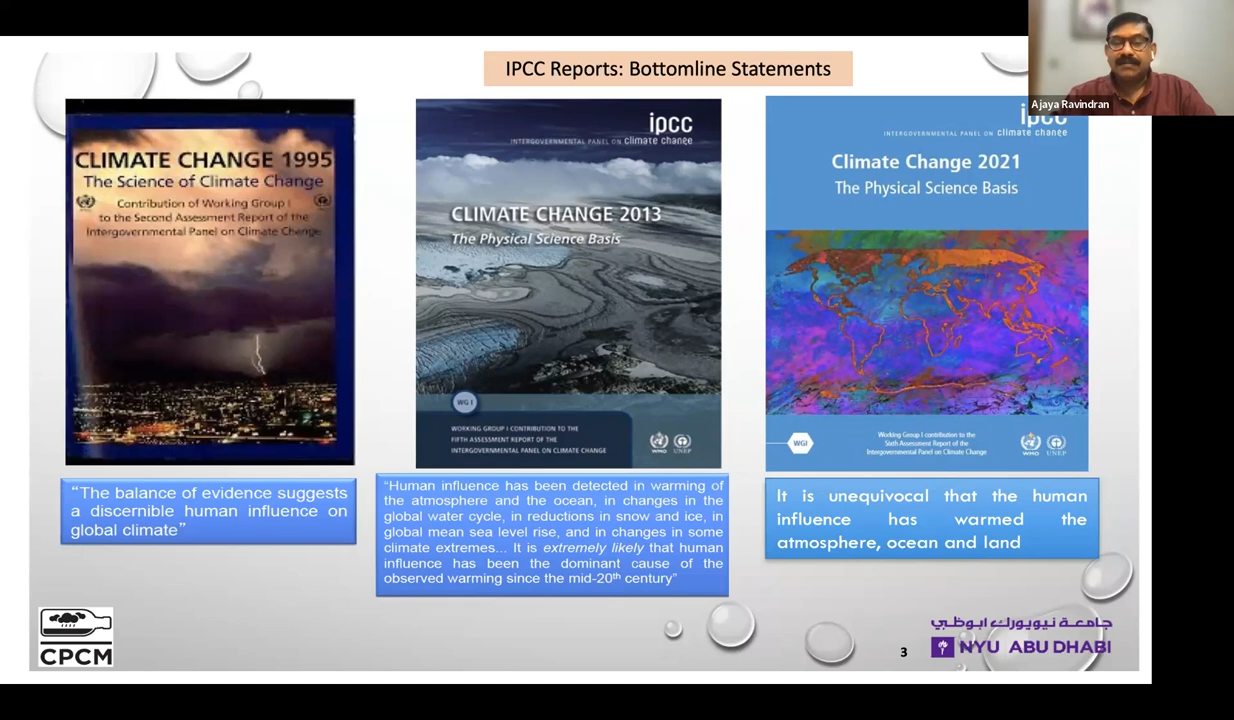 IPCC Reports: Bottomline Statements
Ajaya Ravindran
CLIMATE CHANGE 1995
The Science of Climate Change
Contribution of Working Group I
to the Second Assessment Report of the
Intergovernmental Panel on Climate Change
“The balance of evidence suggests
a discernible human influence on
global climate”
ipcc
INTERGOVERNMENTAL PANEL ON climate change
CLIMATE CHANGE 2013
The Physical Science Basis
WG I
WORKING GROUP I CONTRIBUTION TO THE
FIFTH ASSESSMENT REPORT OF THE
INTERGOVERNMENTAL PANEL ON CLIMATE CHANGE
WMO
UNEP
“Human influence has been detected in warming of
the atmosphere and the ocean, in changes in the
global water cycle, in reductions in snow and ice, in
global mean sea level rise, and in changes in some
climate extremes... It is extremely likely that human
influence has been the dominant cause of the
observed warming since the mid-20th century”
ipcc
INTERGOVERNMENTAL PANEL ON climate change
Climate Change 2021
The Physical Science Basis
WGI
Working Group I contribution to the
Sixth Assessment Report of the
Intergovernmental Panel on Climate Change
WMO
UNEP
It is unequivocal that the human
influence has warmed the
atmosphere, ocean and land
CPCM
3
جامعة نيويورك أبوظبي
NYU ABU DHABI